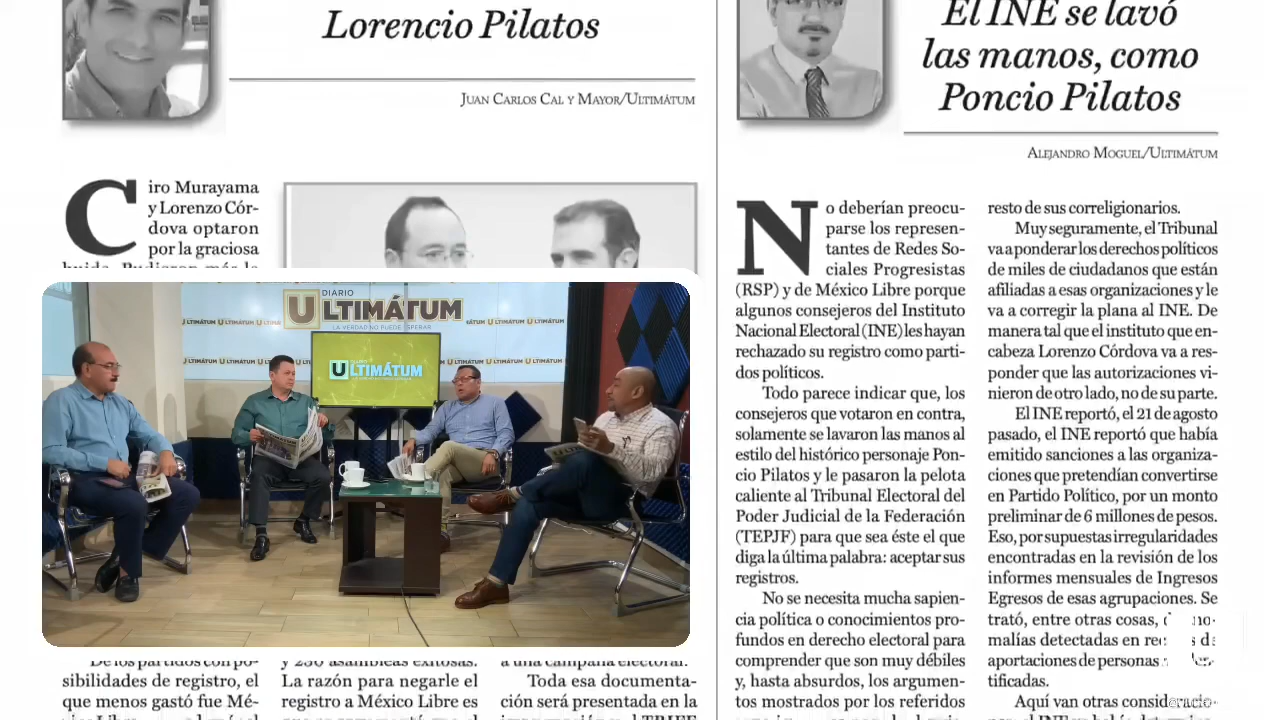 Lorencio Pilatos
Juan Carlos Cal y Mayor/Ultimátum
Ciro Murayama
y Lorenzo Cór-
dova optaron
por la graciosa
DIARIO
ULTIMÁTUM
LA VERDAD NO PUEDE ESPERAR
ULTIMÁTUM
sibilidades de registro, el
que menos gastó fue Mé-
y 230 asambleas exitosas.
La razón para negarle el
registro a México Libre es
a una campaña electoral.
Toda esa documenta-
ción será presentada en la
El INE se lavó
las manos, como
Poncio Pilatos
Alejandro Moguel/Ultimátum
No deberían preocu-
parse los represen-
tantes de Redes So-
ciales Progresistas
(RSP) y de México Libre porque
algunos consejeros del Instituto
Nacional Electoral (INE) les hayan
rechazado su registro como parti-
dos políticos.
Todo parece indicar que, los
consejeros que votaron en contra,
solamente se lavaron las manos al
estilo del histórico personaje Pon-
cio Pilatos y le pasaron la pelota
caliente al Tribunal Electoral del
Poder Judicial de la Federación
(TEPJF) para que sea éste el que
diga la última palabra: aceptar sus
registros.
No se necesita mucha sapien-
cia política o conocimientos pro-
fundos en derecho electoral para
comprender que son muy débiles
y, hasta absurdos, los argumen-
tos mostrados por los referidos
resto de sus correligionarios.
Muy seguramente, el Tribunal
va a ponderar los derechos políticos
de miles de ciudadanos que están
afiliadas a esas organizaciones y le
va a corregir la plana al INE. De
manera tal que el instituto que en-
cabeza Lorenzo Córdova va a res-
ponder que las autorizaciones vi-
nieron de otro lado, no de su parte.
El INE reportó, el 21 de agosto
pasado, el INE reportó que había
emitido sanciones a las organiza-
ciones que pretendían convertirse
en Partido Político, por un monto
preliminar de 6 millones de pesos.
Eso, por supuestas irregularidades
encontradas en la revisión de los
informes mensuales de Ingresos
Egresos de esas agrupaciones. Se
trató, entre otras cosas,
malías detectadas en
aportaciones de personas
tificadas.
Aquí van otras